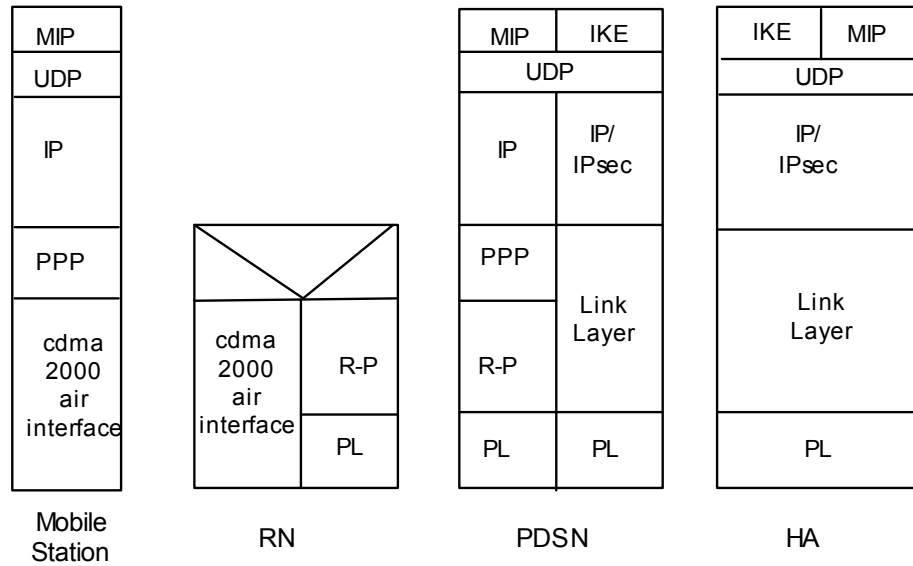 MIP
UDP
IP
PPP
cdma
2000
air
interface
Mobile
Station
cdma
2000
air
interface
R-P
PL
RN
MIP
IKE
UDP
IP
IP/
IPsec
PPP
Link
Layer
R-P
PL
PL
PDSN
IKE
MIP
UDP
IP/
IPsec
Link
Layer
PL
HA